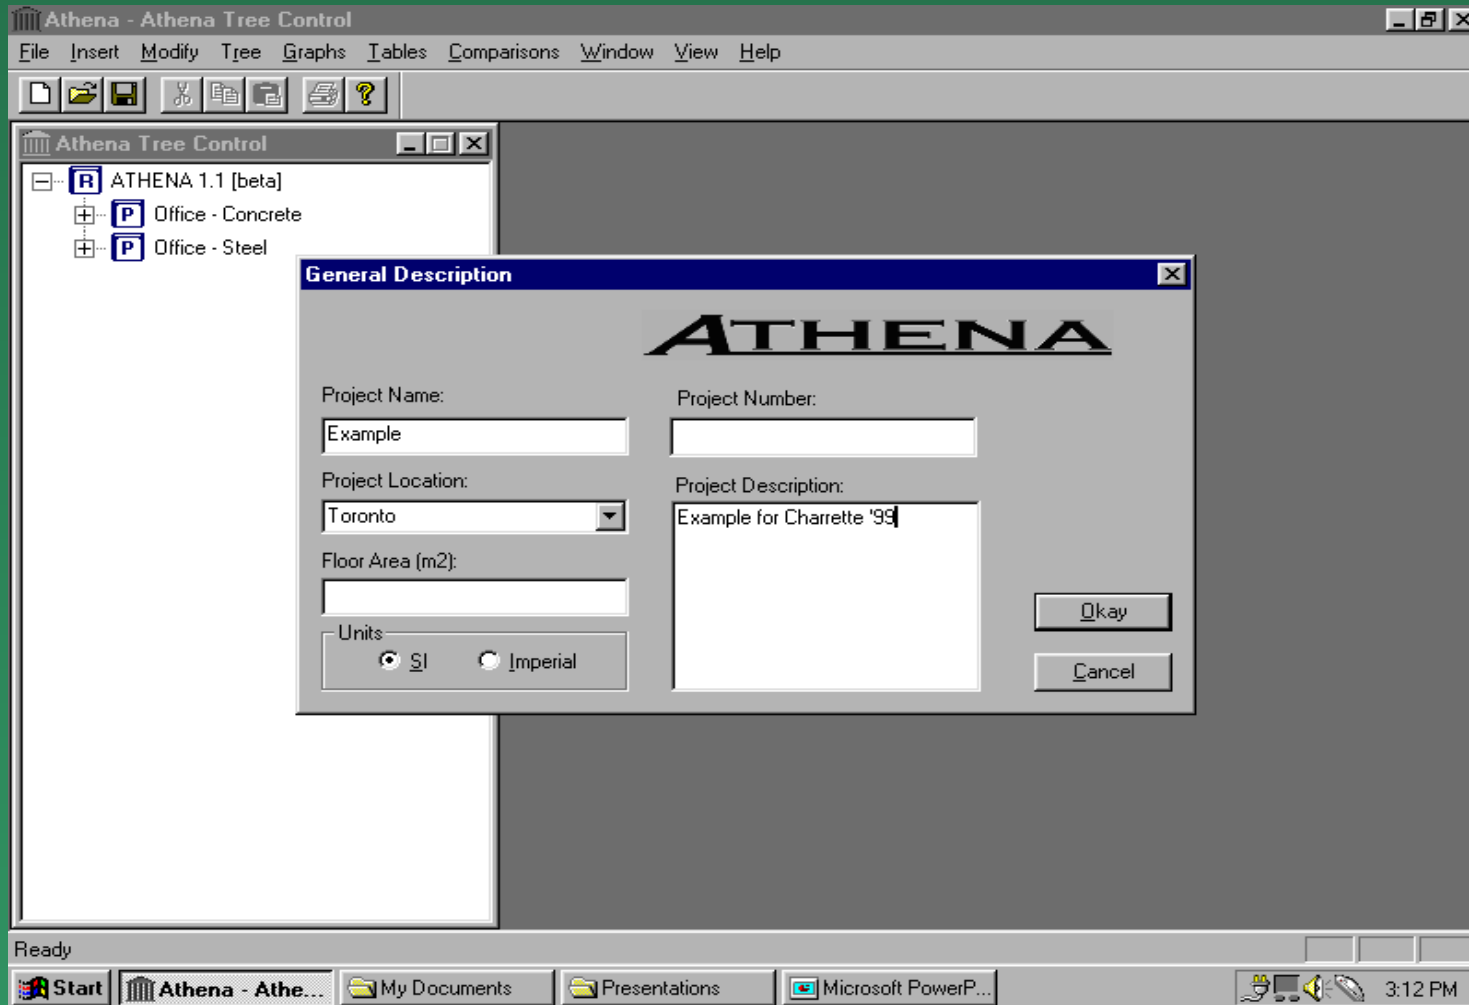 Athena - Athena Tree Control
File Insert Modify Tree Graphs Tables Comparisons Window View Help
Athena Tree Control
R ATHENA 1.1 [beta]
P Office - Concrete
P Office - Steel
General Description
ATHENA
Project Name:
Example
Project Number:
Project Location:
Toronto
Project Description:
Example for Charrette '99
Floor Area (m2):
Units
SI Imperial
Okay
Cancel
Ready
Start Athena - Athe... My Documents Presentations Microsoft PowerP... 3:12 PM